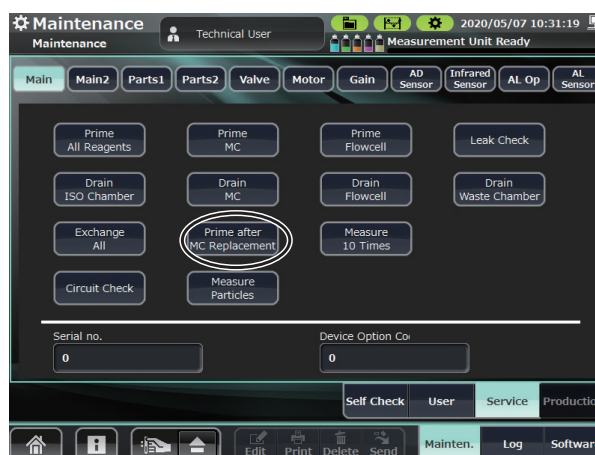 Maintenance
Maintenance
Technical User
2020/05/07 10:31:19
Measurement Unit Ready
Main
Main2
Parts1
Parts2
Valve
Motor
Gain
AD
Sensor
Infrared
Sensor
AL Op
AL
Sensor
Prime
All Reagents
Prime
MC
Prime
Flowcell
Leak Check
Drain
ISO Chamber
Drain
MC
Drain
Flowcell
Drain
Waste Chamber
Exchange
All
Prime after
MC Replacement
Measure
10 Times
Circuit Check
Measure
Particles
Serial no.
0
Device Option Co
0
Self Check
User
Service
Productio
Edit
Print
Delete
Send
Mainten.
Log
Softwar